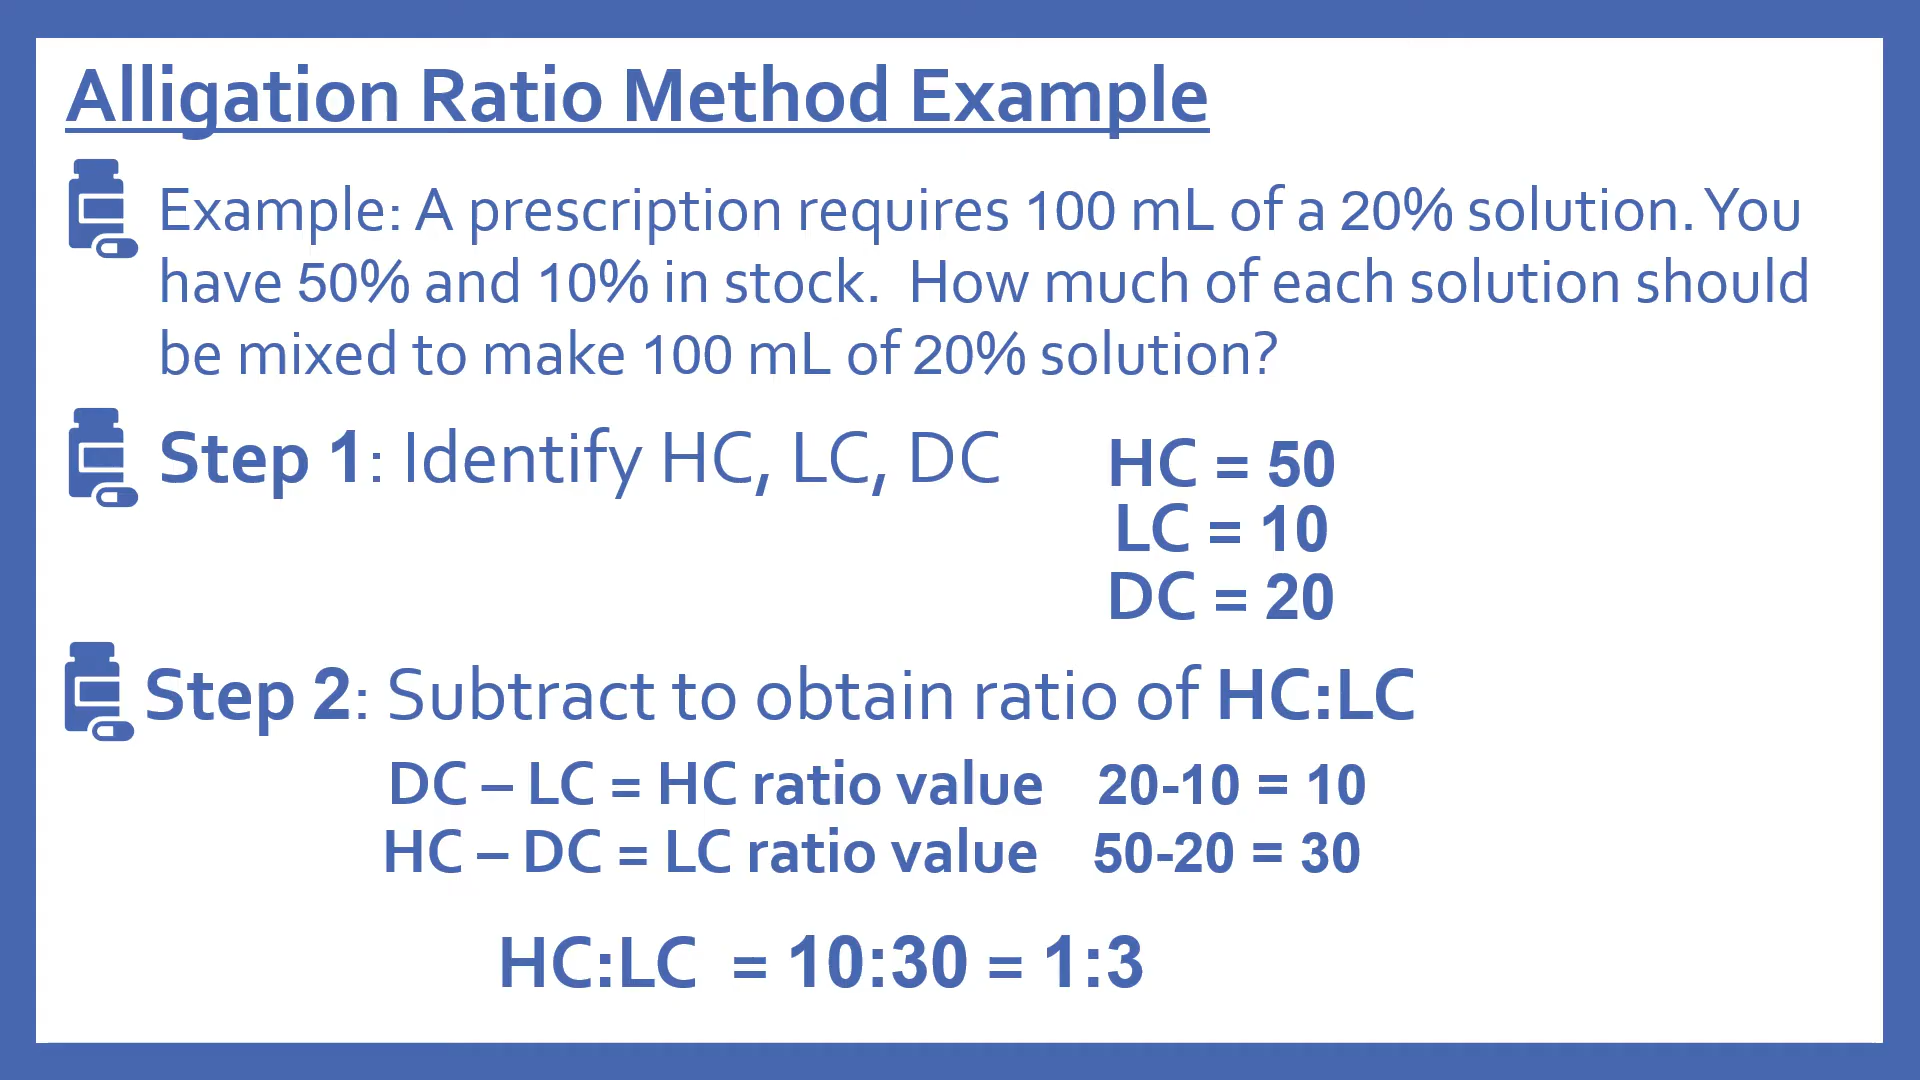 Alligation Ratio Method Example
Example: A prescription requires 100 mL of a 20% solution. You
have 50% and 10% in stock.  How much of each solution should
be mixed to make 100 mL of 20% solution?
Step 1: Identify HC, LC, DC
HC = 50
LC = 10
DC = 20
Step 2: Subtract to obtain ratio of HC:LC
DC – LC = HC ratio value    20-10 = 10
HC – DC = LC ratio value    50-20 = 30
HC:LC  = 10:30 = 1:3